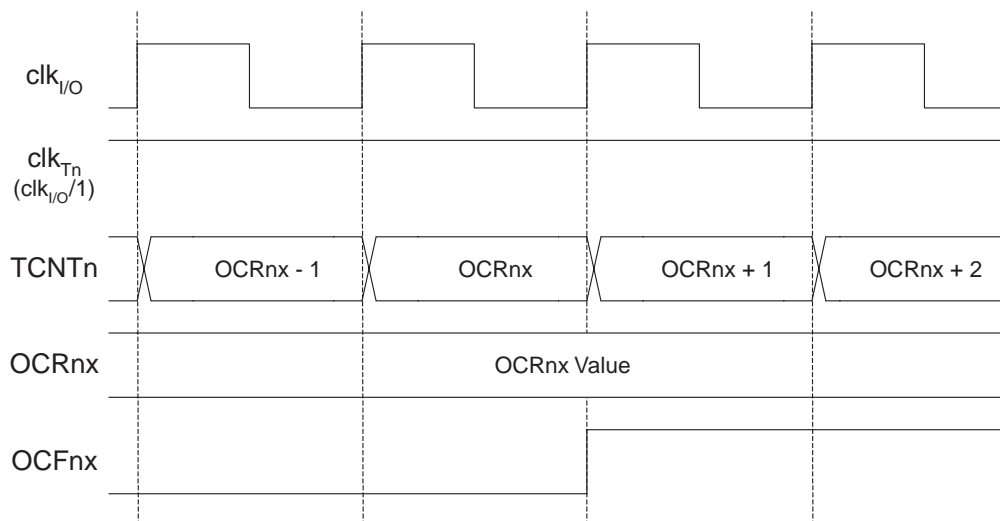 clkI/O
clkTn
(clkI/O/1)
TCNTn
OCRnx - 1
OCRnx
OCRnx + 1
OCRnx + 2
OCRnx
OCRnx Value
OCFnx